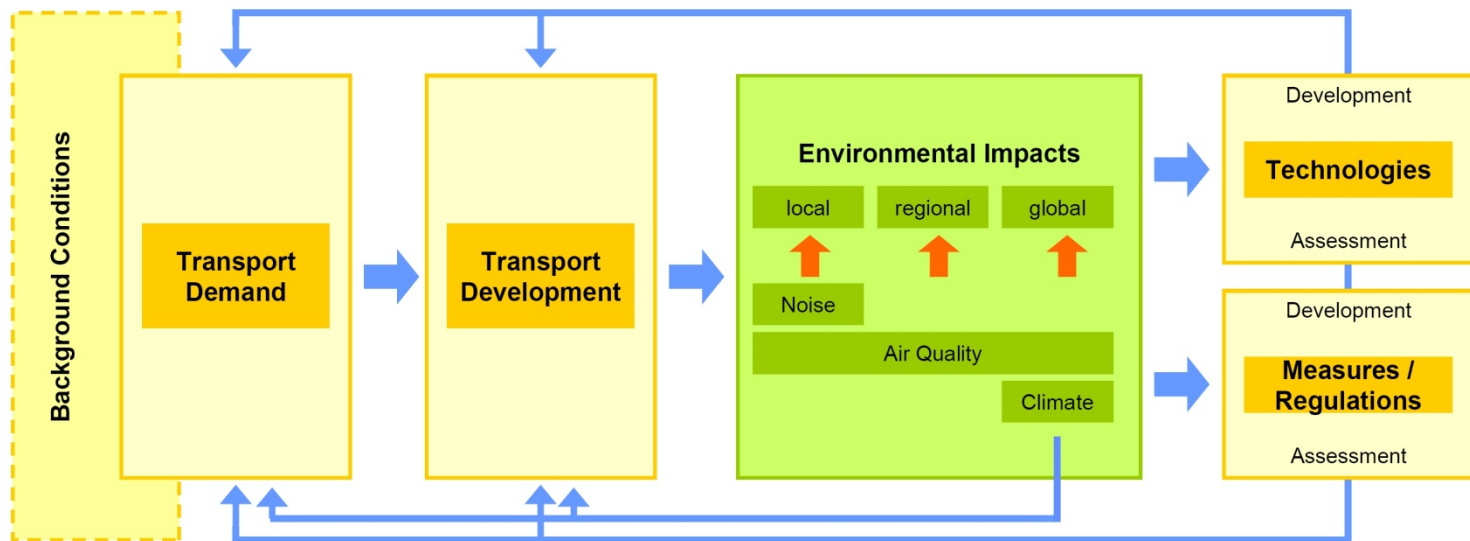 Background Conditions
Transport
Demand
Transport
Development
Environmental Impacts
local
regional
global
Noise
Air Quality
Climate
Development
Technologies
Assessment
Development
Measures /
Regulations
Assessment